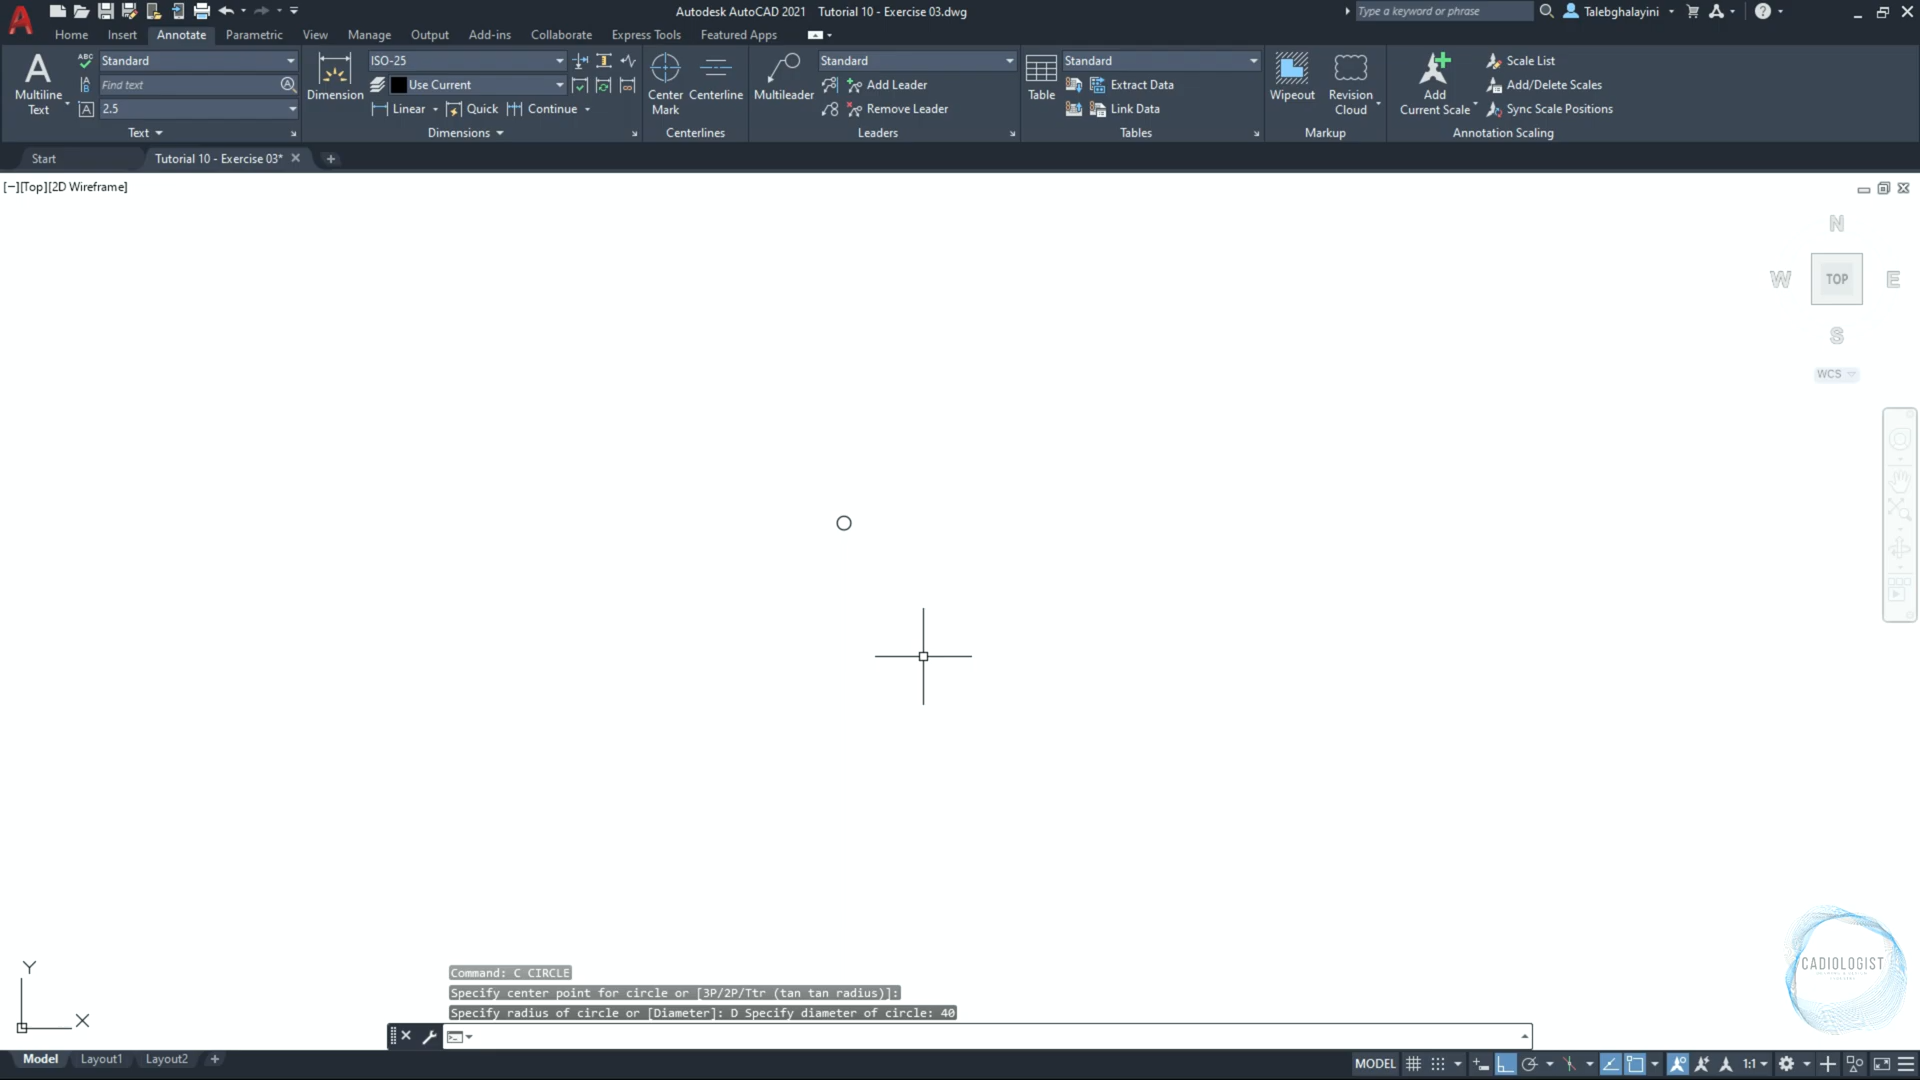 Autodesk AutoCAD 2021 Tutorial 10 - Exercise 03.dwg
Type a keyword or phrase
Talebghalayini
Home Insert Annotate Parametric View Manage Output Add-ins Collaborate Express Tools Featured Apps
Multiline Text
ABC
Standard
Find text
2.5
Text
Dimension
ISO-25
Use Current
Linear Quick Continue
Dimensions
Center Mark
Centerline
Centerlines
Multileader
Standard
Add Leader
Remove Leader
Leaders
Table
Standard
Extract Data
Link Data
Tables
Wipeout
Revision Cloud
Markup
Add Current Scale
Scale List
Add/Delete Scales
Sync Scale Positions
Annotation Scaling
Start
Tutorial 10 - Exercise 03*
[−][Top][2D Wireframe]
N
W TOP E
S
WCS
Y
X
Command: C CIRCLE
Specify center point for circle or [3P/2P/Ttr (tan tan radius)]:
Specify radius of circle or [Diameter]: D Specify diameter of circle: 40
CADIOLOGIST
Model Layout1 Layout2 +
MODEL
1:1